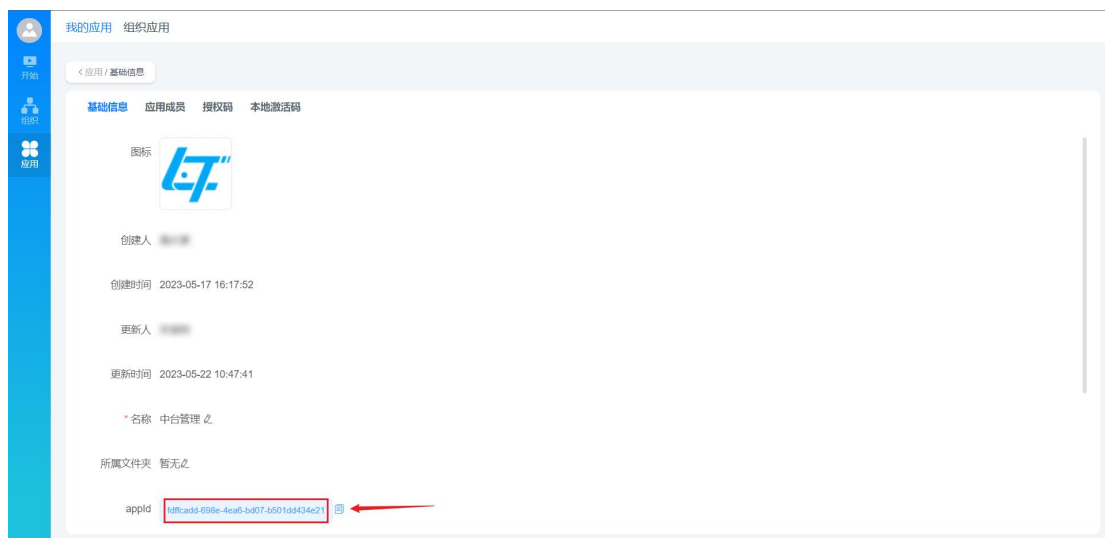 我的应用 组织应用
开始
组织
应用
< 应用 / 基础信息
基础信息 应用成员 授权码 本地激活码
图标
创建人
创建时间 2023-05-17 16:17:52
更新人
更新时间 2023-05-22 10:47:41
* 名称 中台管理
所属文件夹 暂无
appId fdffcadd-698e-4ea6-bd07-b501dd434e21